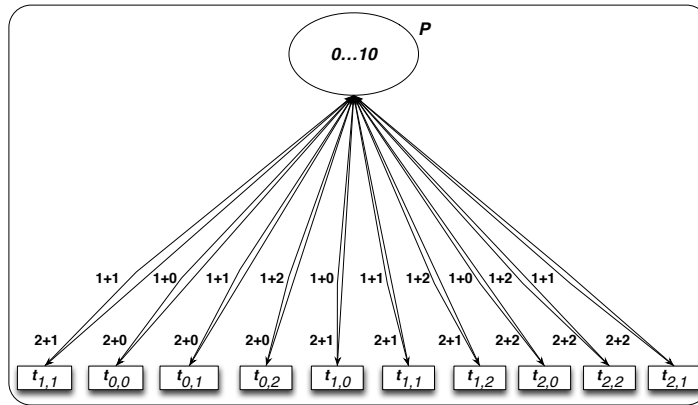 P
0...10
1+1 1+0 1+1 1+2 1+0 1+1 1+2 1+0 1+2 1+1
2+1 2+0 2+0 2+0 2+1 2+1 2+1 2+2 2+2 2+2
t1,1 t0,0 t0,1 t0,2 t1,0 t1,1 t1,2 t2,0 t2,2 t2,1